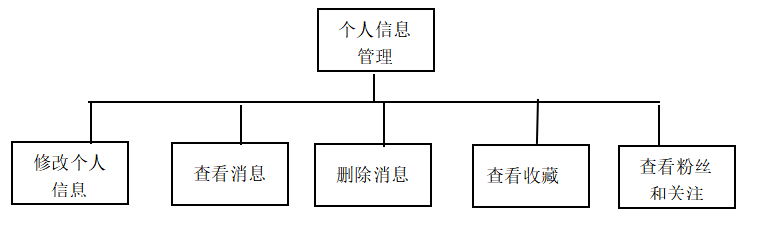 个人信息
管理
修改个人
信息
查看消息
删除消息
查看收藏
查看粉丝
和关注